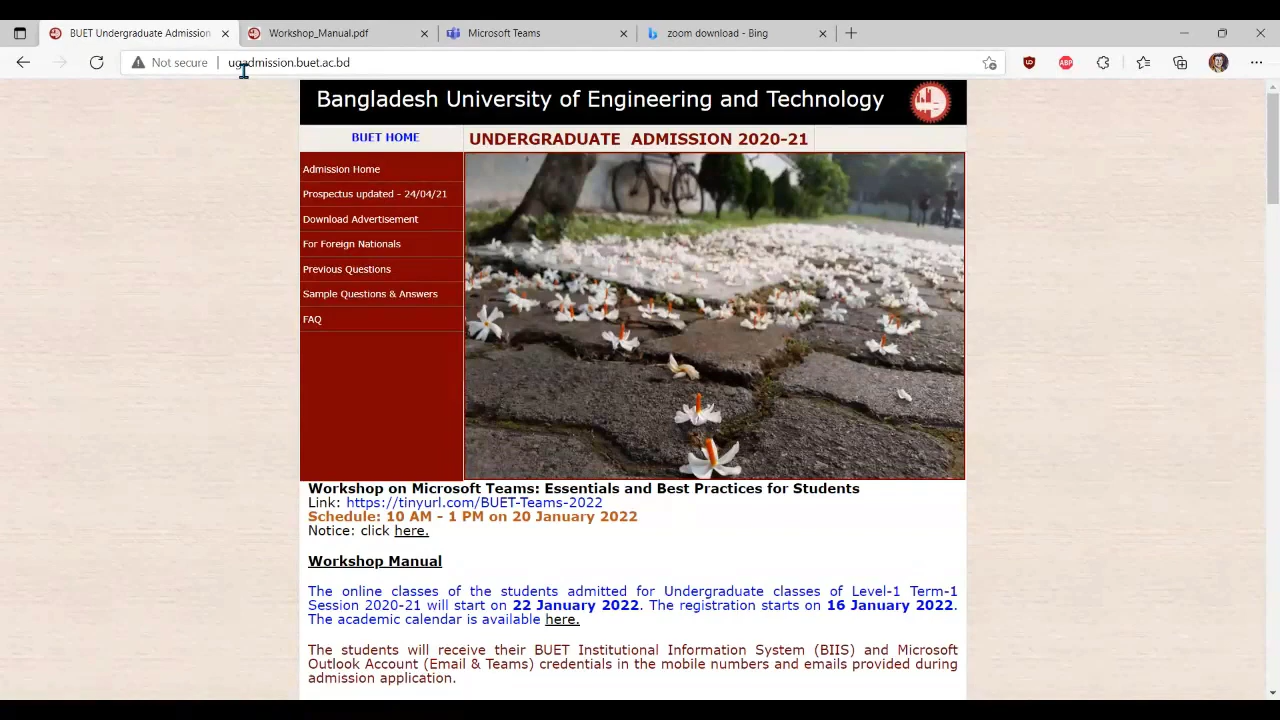 BUET Undergraduate Admission
Workshop_Manual.pdf
Microsoft Teams
zoom download - Bing
Not secure
ugadmission.buet.ac.bd
ABP
Bangladesh University of Engineering and Technology
BUET HOME
UNDERGRADUATE ADMISSION 2020-21
Admission Home
Prospectus updated - 24/04/21
Download Advertisement
For Foreign Nationals
Previous Questions
Sample Questions & Answers
FAQ
Workshop on Microsoft Teams: Essentials and Best Practices for Students
Link: https://tinyurl.com/BUET-Teams-2022
Schedule: 10 AM - 1 PM on 20 January 2022
Notice: click here.
Workshop Manual
The online classes of the students admitted for Undergraduate classes of Level-1 Term-1
Session 2020-21 will start on 22 January 2022. The registration starts on 16 January 2022.
The academic calendar is available here.
The students will receive their BUET Institutional Information System (BIIS) and Microsoft
Outlook Account (Email & Teams) credentials in the mobile numbers and emails provided during
admission application.